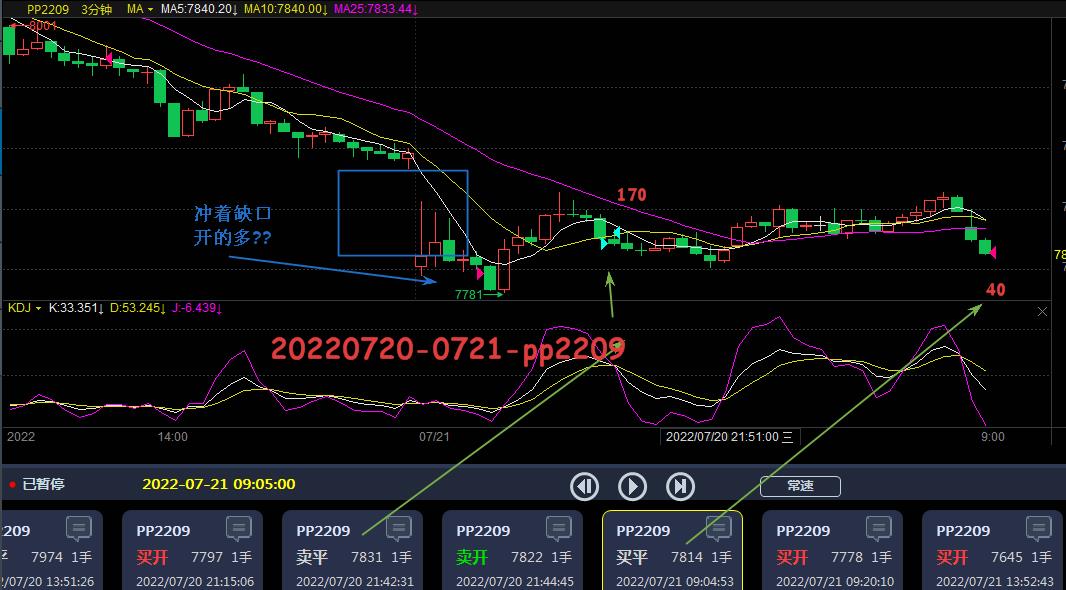 PP2209 3分钟 MA MA5:7840.20↓ MA10:7840.00↓ MA25:7833.44↓
8001
170
冲着缺口
开的多??
7781
40
KDJ K:33.351↓ D:53.245↓ J:-6.439↓
20220720-0721-pp2209
2022 14:00 07/21 2022/07/20 21:51:00 三 9:00
已暂停 2022-07-21 09:05:00 常速
PP2209 PP2209 PP2209 PP2209 PP2209 PP2209
7974 1手 买开 7797 1手 卖平 7831 1手 卖开 7822 1手 买平 7814 1手 买开 7778 1手 买开 7645 1手
/07/20 13:51:26 2022/07/20 21:15:06 2022/07/20 21:42:31 2022/07/20 21:44:45 2022/07/21 09:04:53 2022/07/21 09:20:10 2022/07/21 13:52:43